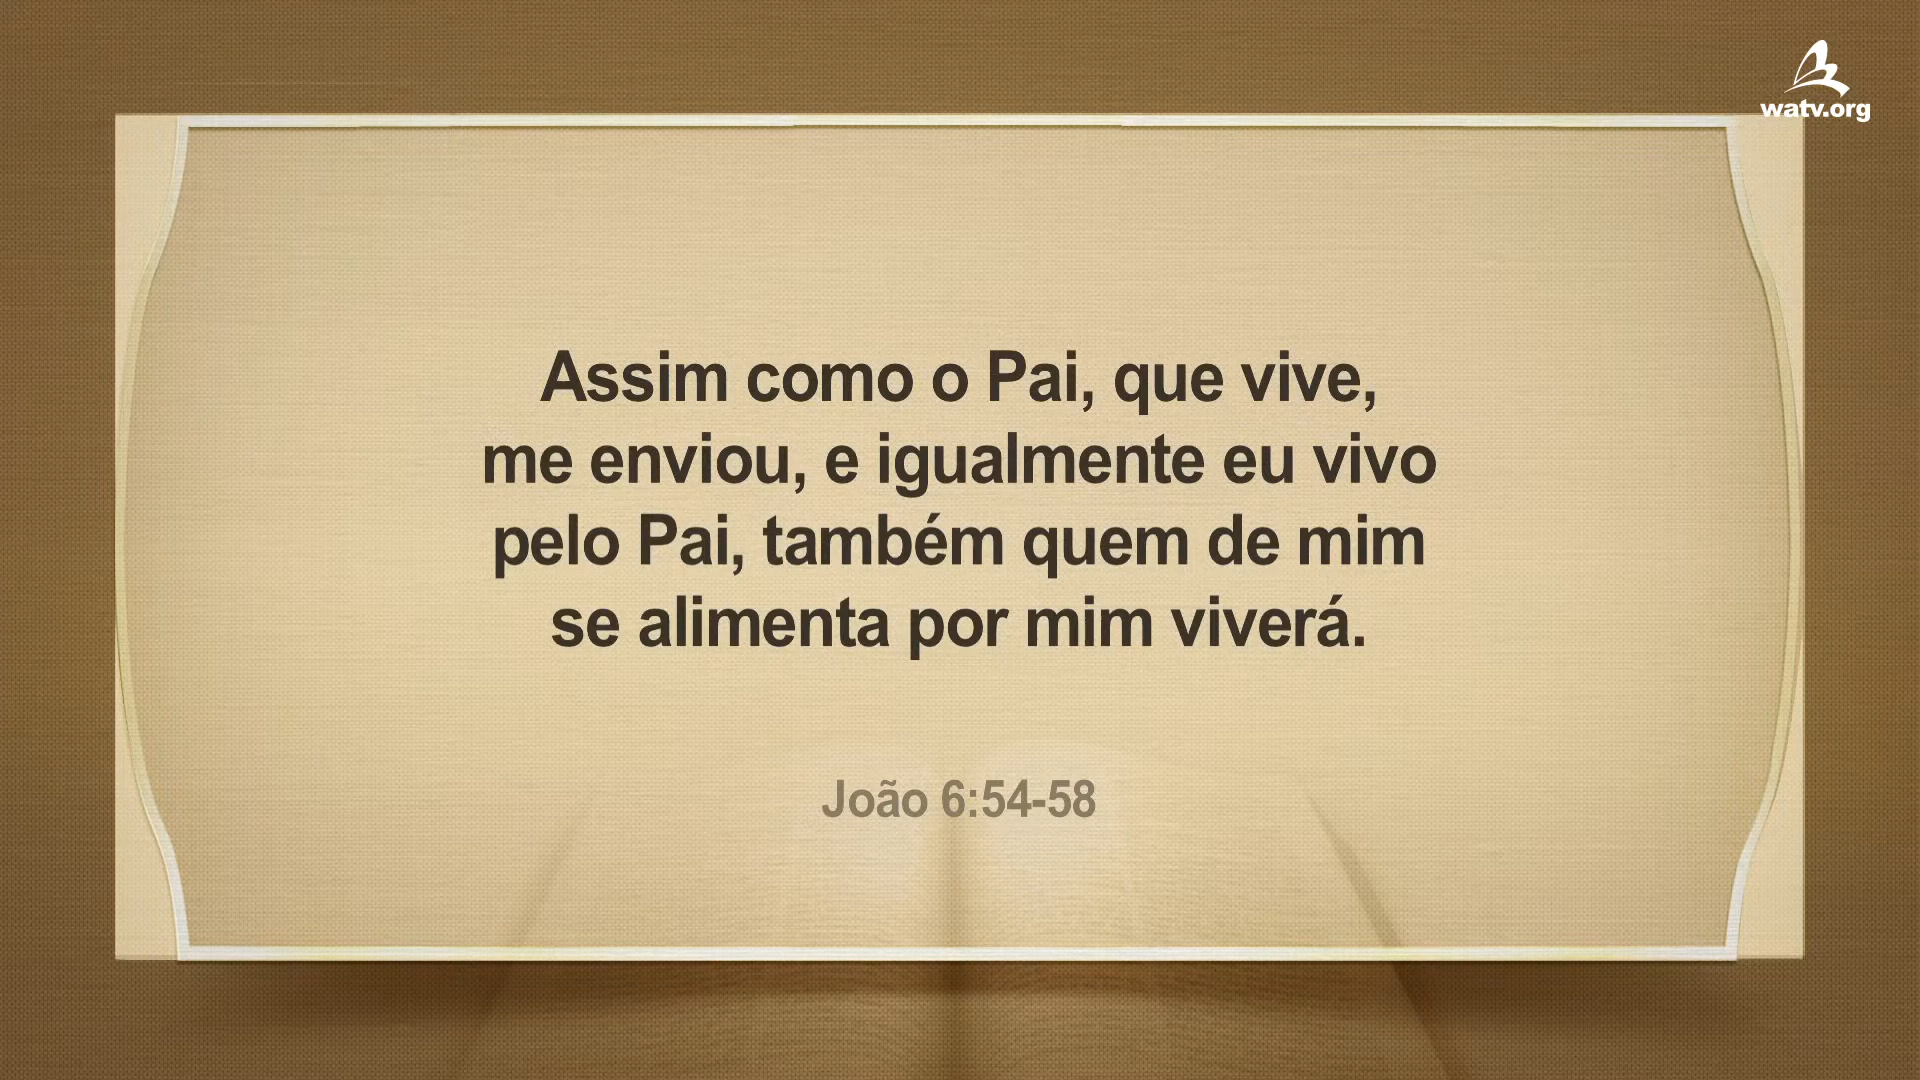 watv.org
Assim como o Pai, que vive,
me enviou, e igualmente eu vivo
pelo Pai, também quem de mim
se alimenta por mim viverá.
João 6:54-58